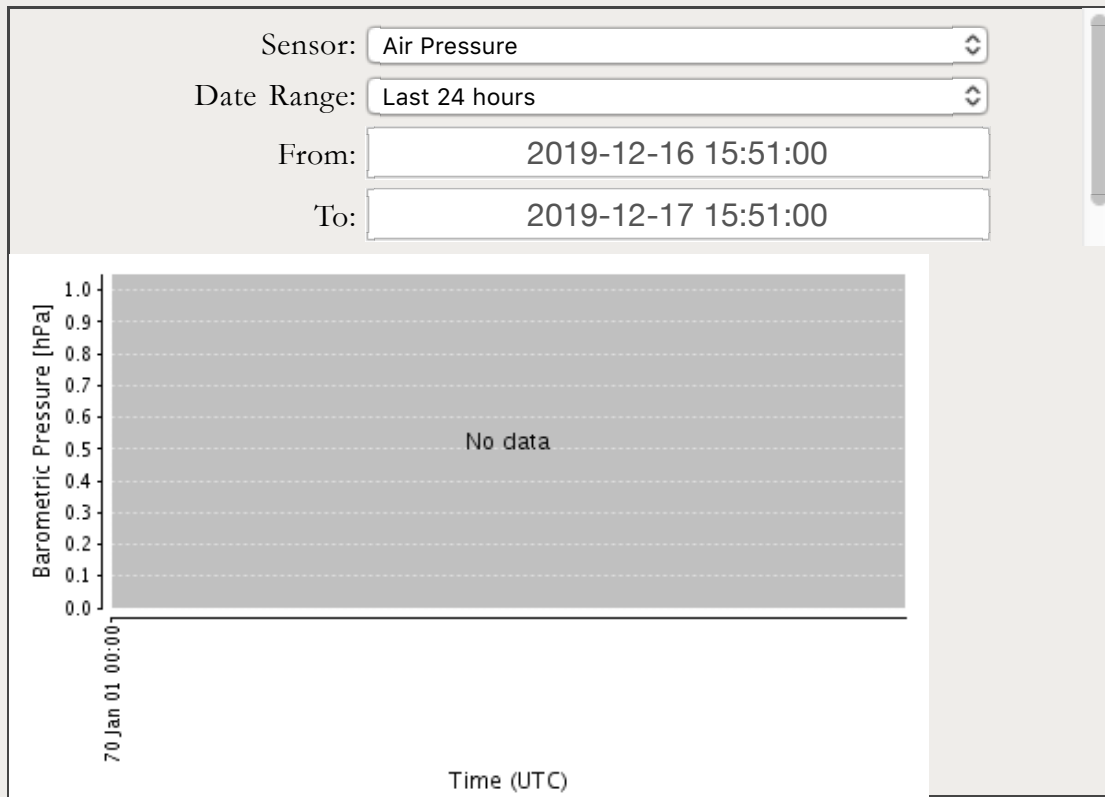 Sensor: Air Pressure
Date Range: Last 24 hours
From: 2019-12-16 15:51:00
To: 2019-12-17 15:51:00
Barometric Pressure [hPa]
1.0
0.9
0.8
0.7
0.6
0.5
0.4
0.3
0.2
0.1
0.0
No data
70 Jan 01 00:00
Time (UTC)